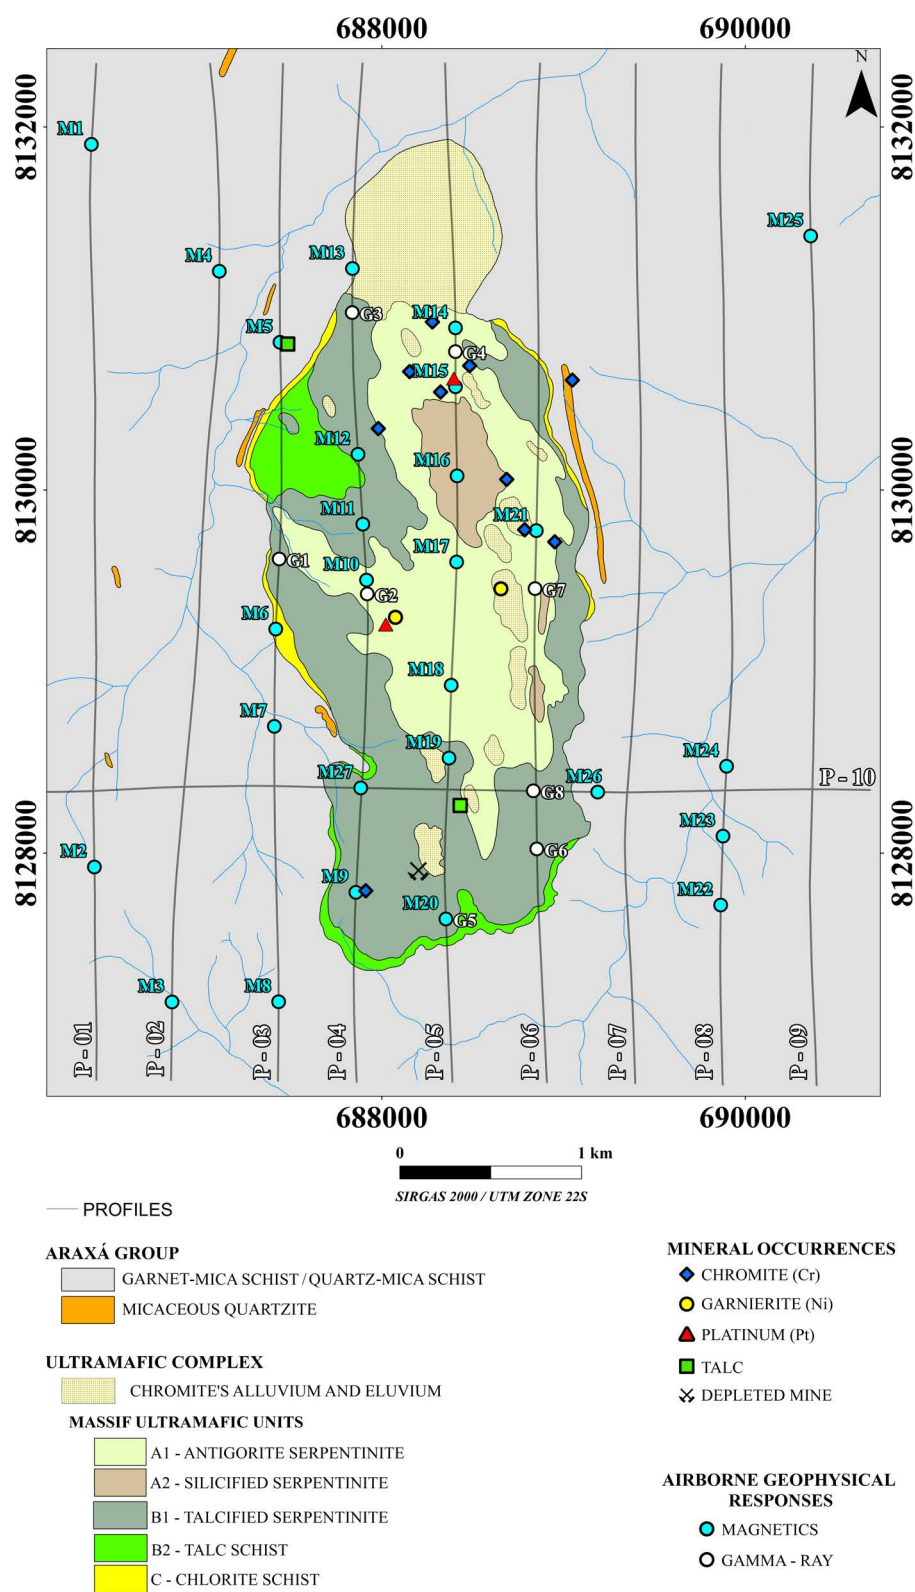 688000
690000
N
8132000
8132000
M1
M25
M4
M13
M5
G3
M14
G4
M15
M12
M16
8130000
8130000
M11
M21
M17
G1
M10
G2
G7
M6
M18
M7
M19
M24
M27
M26
P - 10
G8
M23
8128000
8128000
M2
G6
M9
M22
M20
G5
M3
M8
P - 01
P - 02
P - 03
P - 04
P - 05
P - 06
P - 07
P - 08
P - 09
688000
690000
0 1 km
SIRGAS 2000 / UTM ZONE 22S
PROFILES
ARAXÁ GROUP
GARNET-MICA SCHIST / QUARTZ-MICA SCHIST
MICACEOUS QUARTZITE
ULTRAMAFIC COMPLEX
CHROMITE'S ALLUVIUM AND ELUVIUM
MASSIF ULTRAMAFIC UNITS
A1 - ANTIGORITE SERPENTINITE
A2 - SILICIFIED SERPENTINITE
B1 - TALCIFIED SERPENTINITE
B2 - TALC SCHIST
C - CHLORITE SCHIST
MINERAL OCCURRENCES
CHROMITE (Cr)
GARNIERITE (Ni)
PLATINUM (Pt)
TALC
DEPLETED MINE
AIRBORNE GEOPHYSICAL
RESPONSES
MAGNETICS
GAMMA - RAY